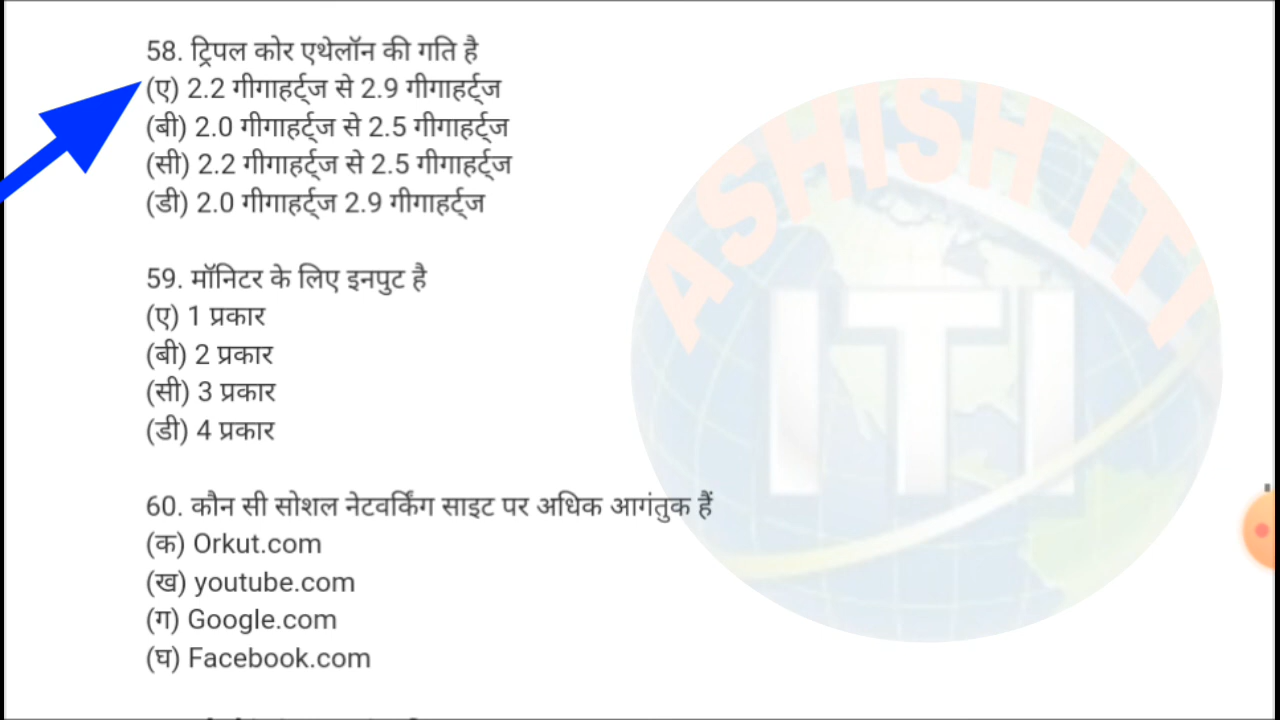 58. ट्रिपल कोर एथेलॉन की गति है
(ए) 2.2 गीगाहर्ट्ज से 2.9 गीगाहर्ट्ज
(बी) 2.0 गीगाहर्ट्ज से 2.5 गीगाहर्ट्ज
(सी) 2.2 गीगाहर्ट्ज से 2.5 गीगाहर्ट्ज
(डी) 2.0 गीगाहर्ट्ज 2.9 गीगाहर्ट्ज
59. मॉनिटर के लिए इनपुट है
(ए) 1 प्रकार
(बी) 2 प्रकार
(सी) 3 प्रकार
(डी) 4 प्रकार
60. कौन सी सोशल नेटवर्किंग साइट पर अधिक आगंतुक हैं
(क) Orkut.com
(ख) youtube.com
(ग) Google.com
(घ) Facebook.com
ASHISH ITI
ITI